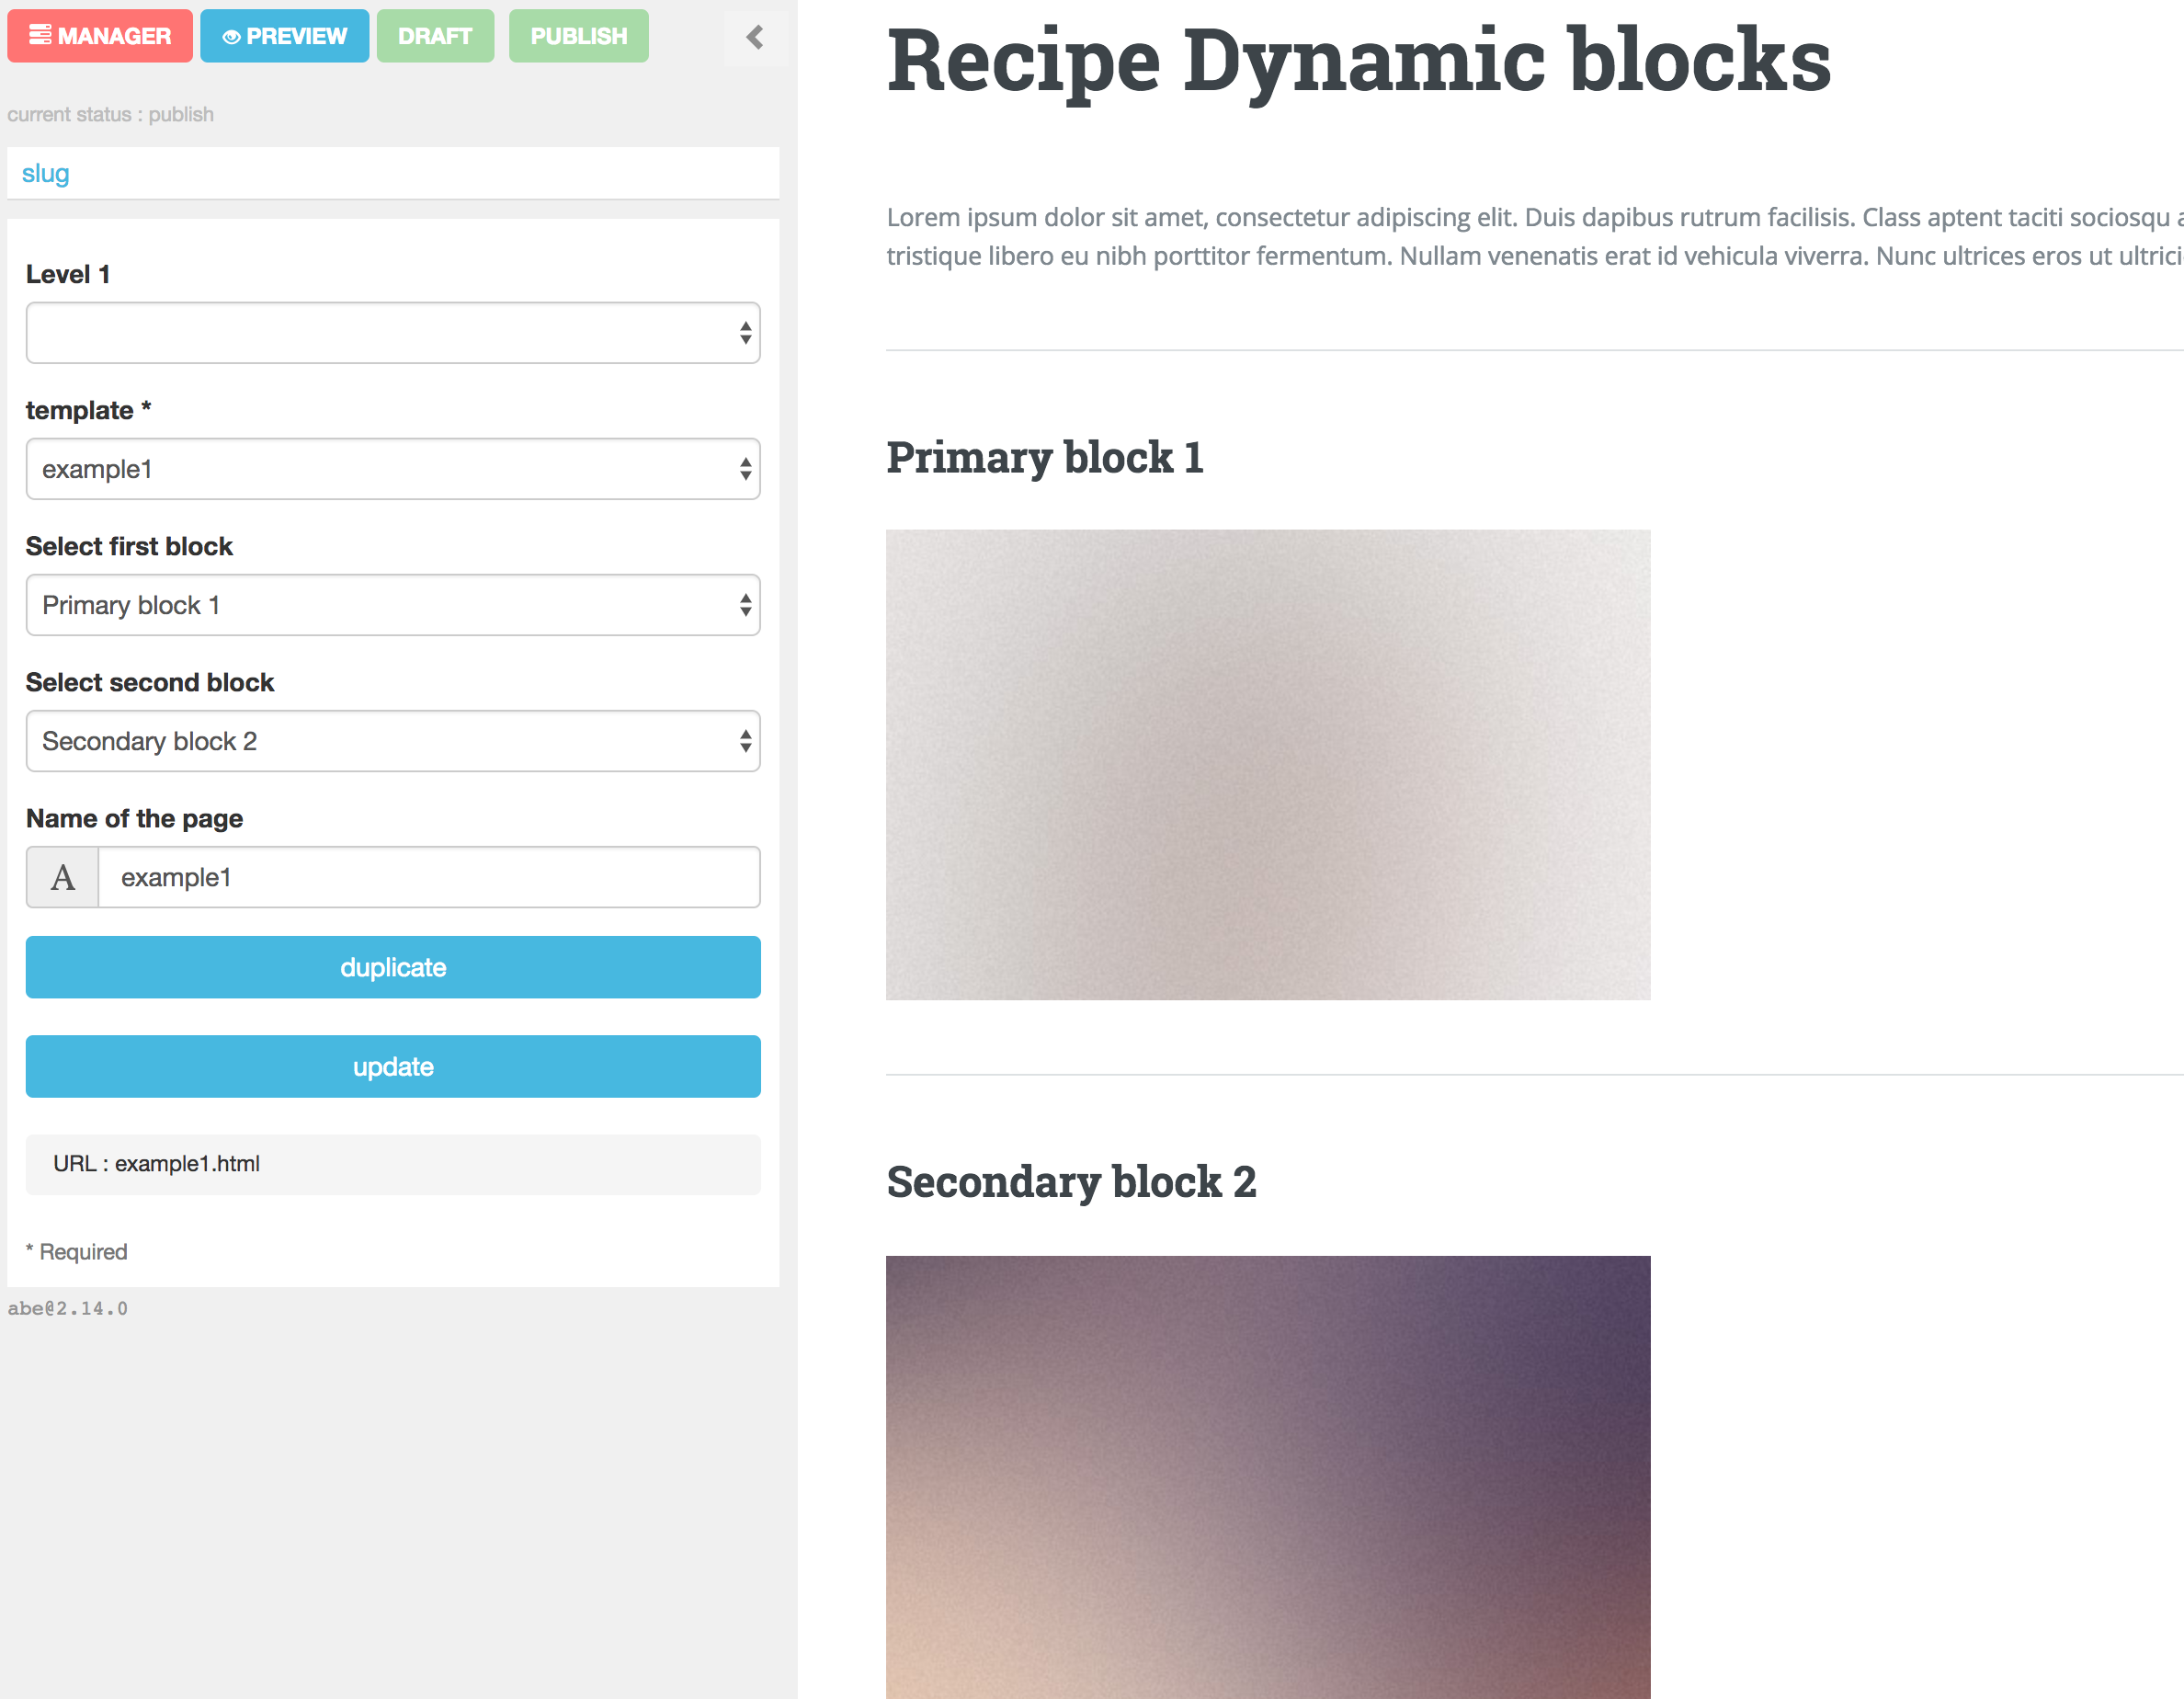 MANAGER PREVIEW DRAFT PUBLISH
current status : publish
slug
Level 1
template *
example1
Select first block
Primary block 1
Select second block
Secondary block 2
Name of the page
A example1
duplicate
update
URL : example1.html
* Required
abe@2.14.0
Recipe Dynamic blocks
Lorem ipsum dolor sit amet, consectetur adipiscing elit. Duis dapibus rutrum facilisis. Class aptent taciti sociosqu
tristique libero eu nibh porttitor fermentum. Nullam venenatis erat id vehicula viverra. Nunc ultrices eros ut
Primary block 1
Secondary block 2